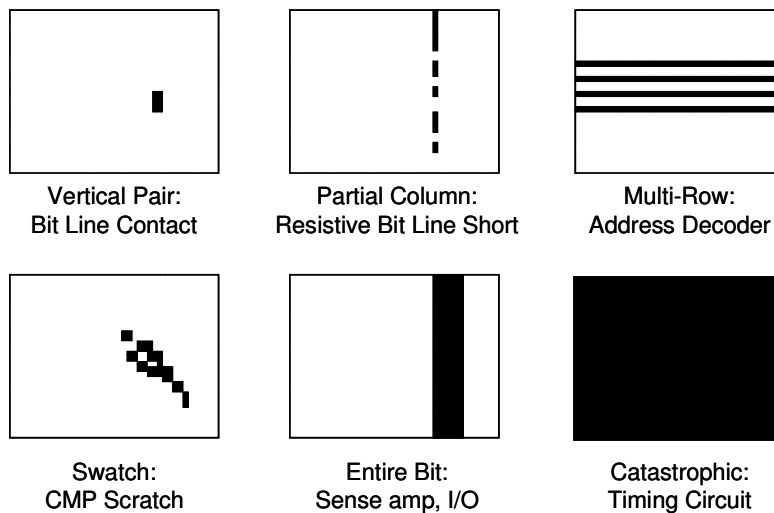 Vertical Pair:
Bit Line Contact
Partial Column:
Resistive Bit Line Short
Multi-Row:
Address Decoder
Swatch:
CMP Scratch
Entire Bit:
Sense amp, I/O
Catastrophic:
Timing Circuit